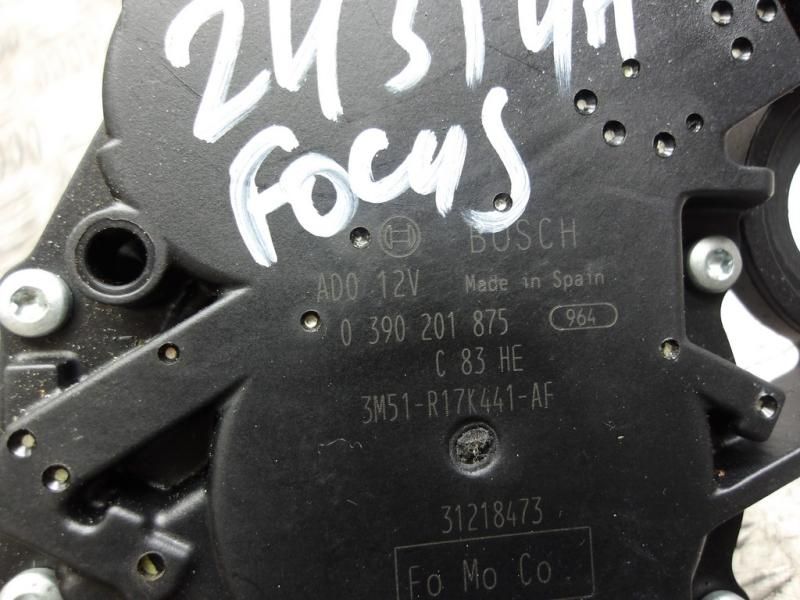 FOCUS
BOSCH
ADO 12V Made in Spain
0 390 201 875 964
C 83 HE
3M51-R17K441-AF
31218473
Fo Mo Co